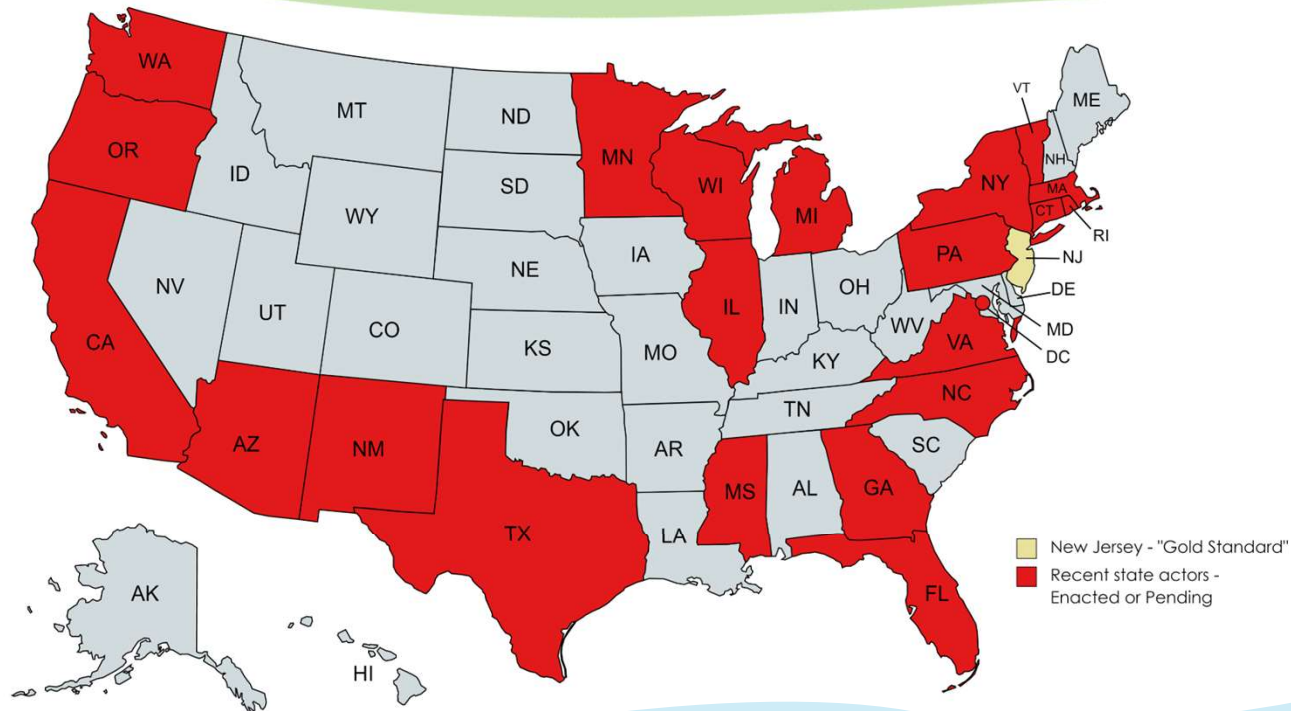 WA
MT
ND
MN
VT
ME
OR
ID
SD
WI
NH
NY
MA
WY
MI
CT
RI
IA
PA
NJ
NE
NV
OH
DE
UT
IL
IN
CO
WV
MD
CA
KS
MO
VA
DC
KY
NC
TN
OK
AZ
NM
AR
SC
MS
AL
GA
TX
LA
New Jersey - "Gold Standard"
Recent state actors -
Enacted or Pending
FL
AK
HI